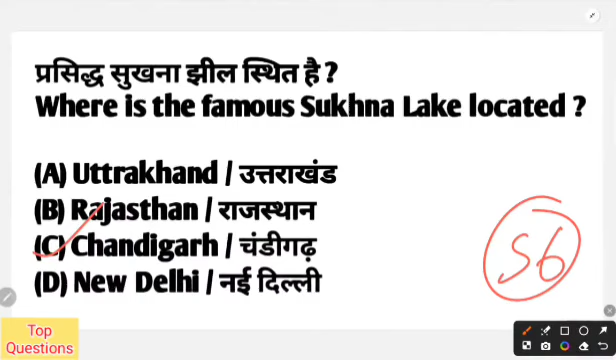 प्रसिद्ध सुखना झील स्थित है ?
Where is the famous Sukhna Lake located ?
(A) Uttrakhand / उत्तराखंड
(B) Rajasthan / राजस्थान
(C) Chandigarh / चंडीगढ़
(D) New Delhi / नई दिल्ली
56
Top
Questions